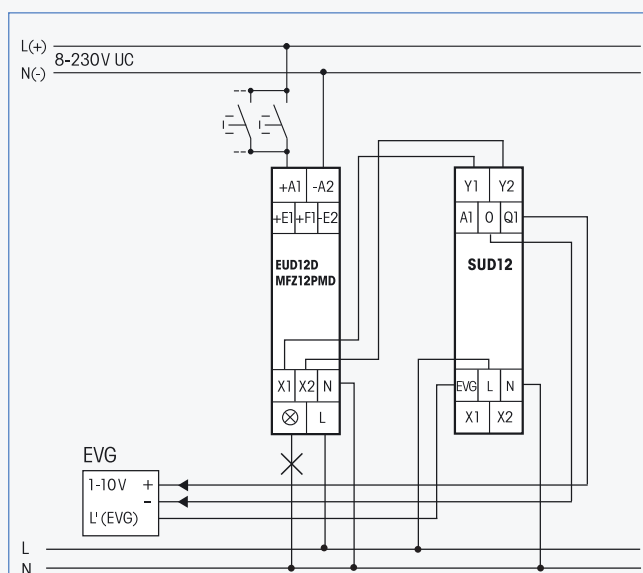 L(+)
8-230V UC
N(-)
+A1 -A2
+E1 +F1 -E2
EUD12D
MFZ12PMD
X1 X2 N
L
Y1 Y2
A1 0 Q1
SUD12
EVG L N
X1 X2
EVG
1-10V +
-
L' (EVG)
L
N